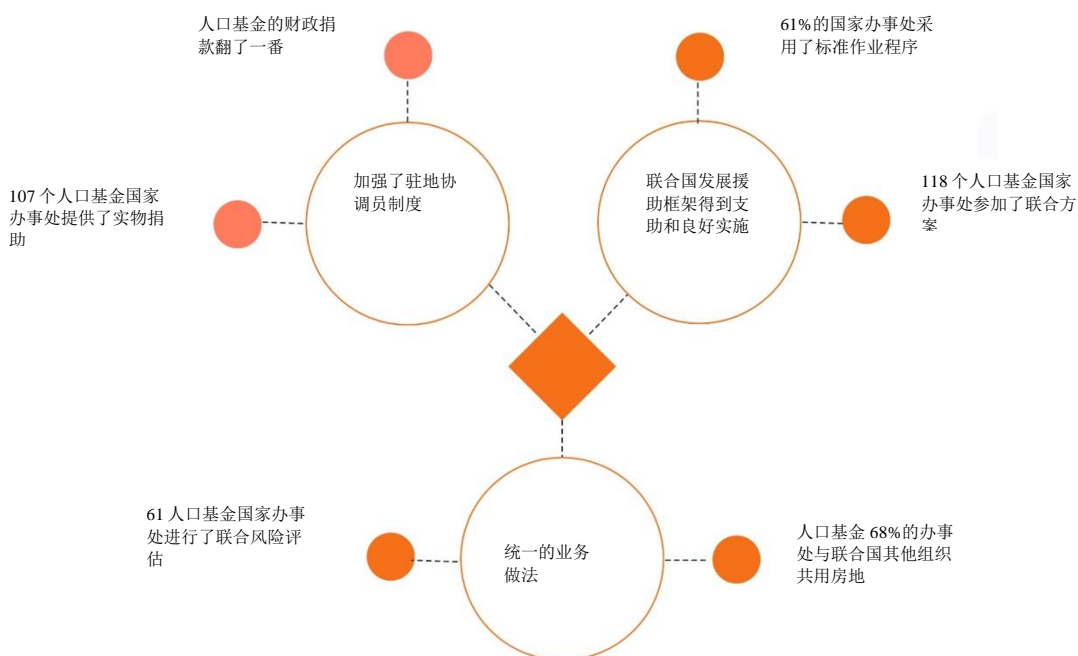 人口基金的财政捐
款翻了一番
61%的国家办事处采
用了标准作业程序
107 个人口基金国家
办事处提供了实物捐
助
加强了驻地协
调员制度
联合国发展援
助框架得到支
助和良好实施
118 个人口基金国家
办事处参加了联合方
案
61 人口基金国家办事
处进行了联合风险评
估
统一的业务
做法
人口基金 68%的办事
处与联合国其他组织
共用房地